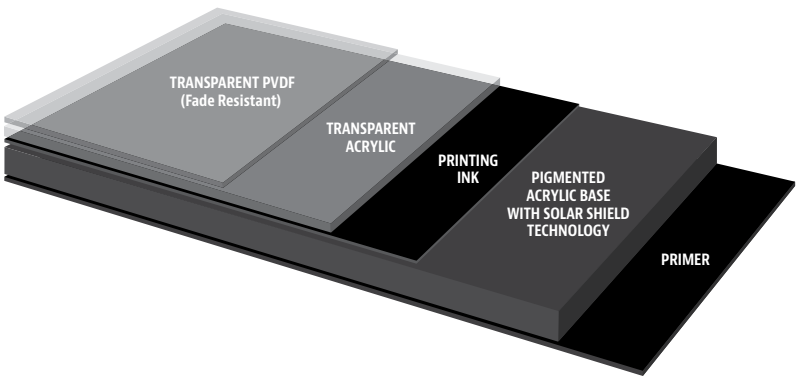 TRANSPARENT PVDF
(Fade Resistant)
TRANSPARENT
ACRYLIC
PRINTING
INK
PIGMENTED
ACRYLIC BASE
WITH SOLAR SHIELD
TECHNOLOGY
PRIMER